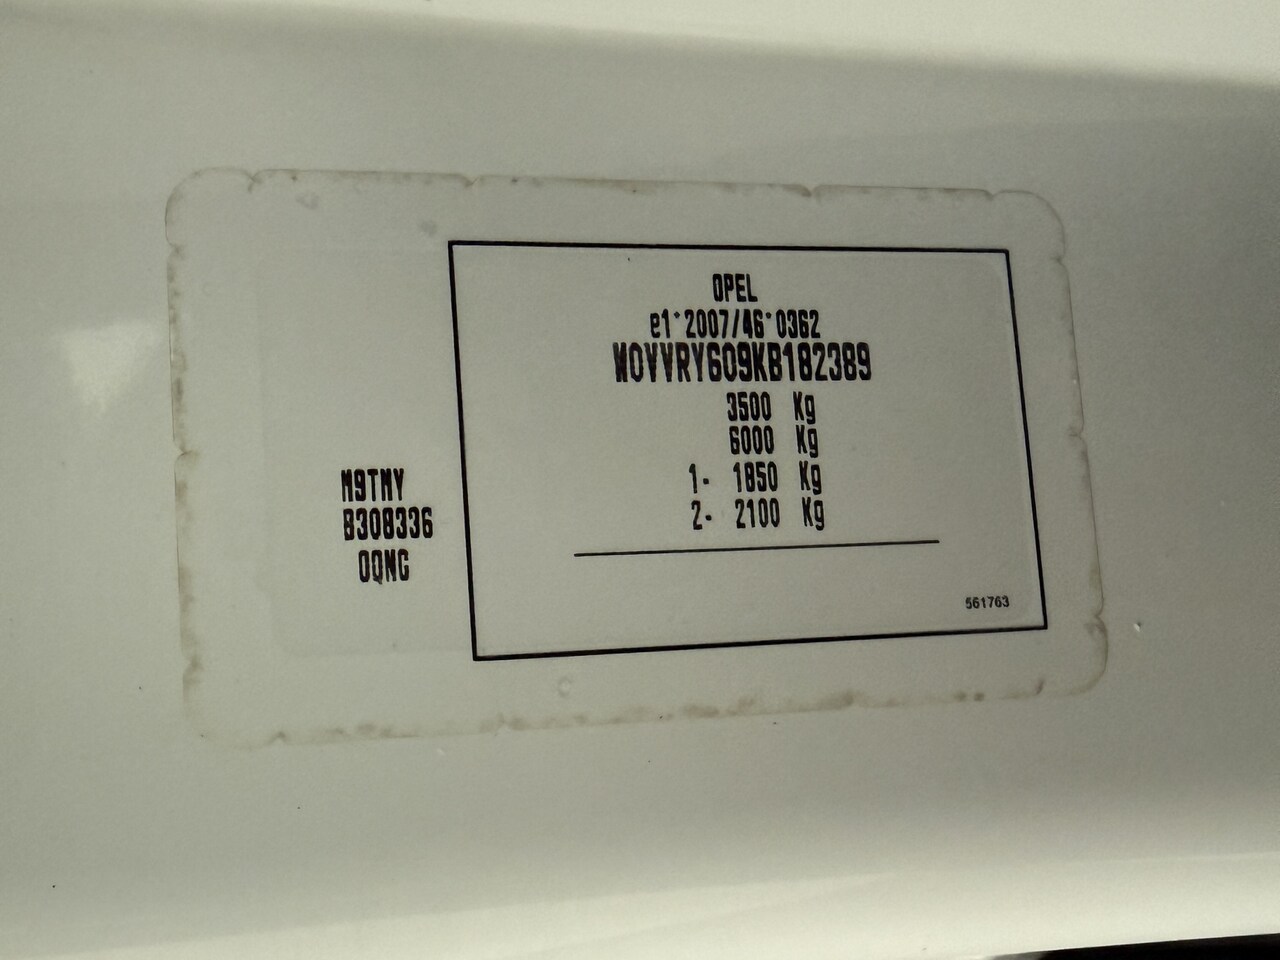 OPEL
e1*2007/46*0362
W0VVRY609KB182389
3500 Kg
6000 Kg
1- 1850 Kg
2- 2100 Kg
561763
M9TMY
B308336
0QNC